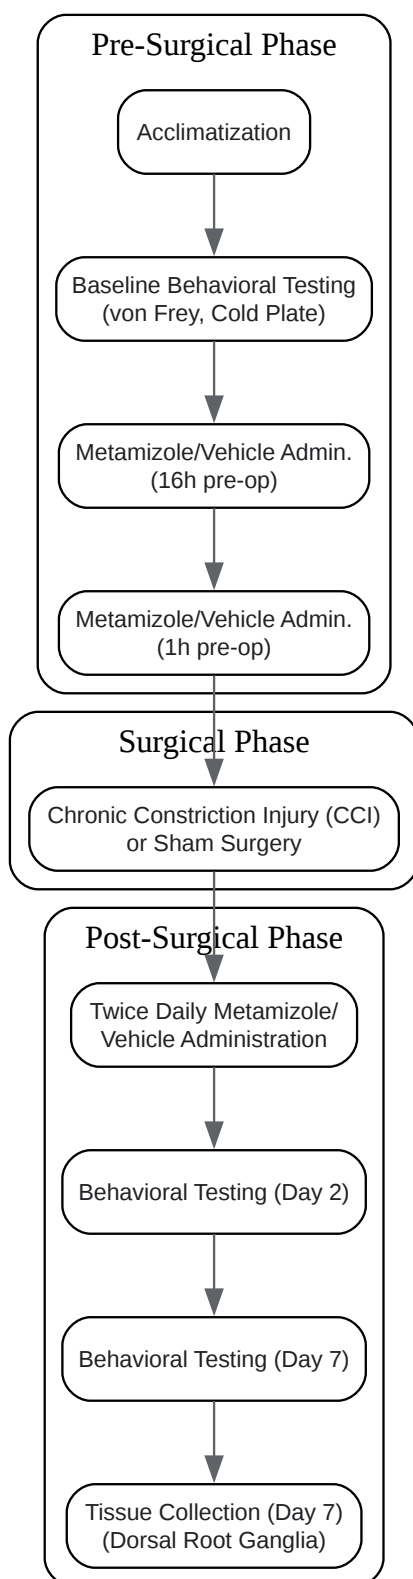 Pre-Surgical Phase
Acclimatization
Baseline Behavioral Testing
(von Frey, Cold Plate)
Metamizole/Vehicle Admin.
(16h pre-op)
Metamizole/Vehicle Admin.
(1h pre-op)
Surgical Phase
Chronic Constriction Injury (CCI)
or Sham Surgery
Post-Surgical Phase
Twice Daily Metamizole/
Vehicle Administration
Behavioral Testing (Day 2)
Behavioral Testing (Day 7)
Tissue Collection (Day 7)
(Dorsal Root Ganglia)